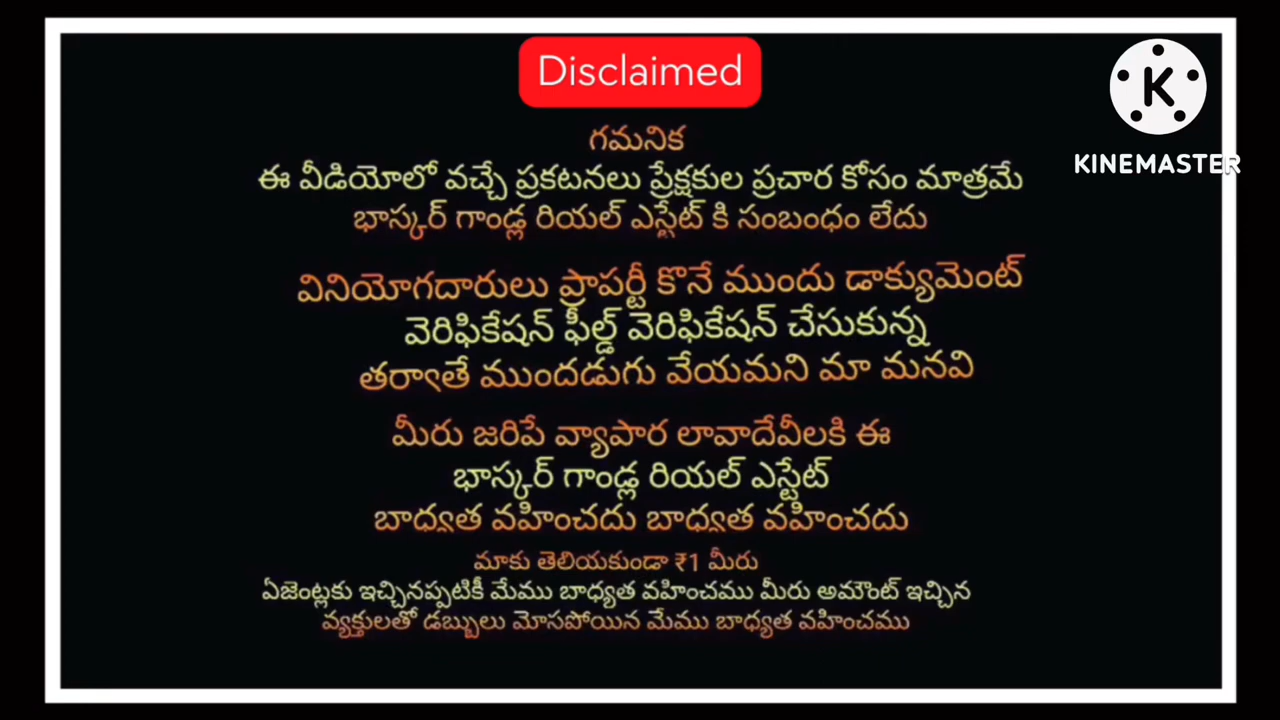 Disclaimed
KINEMASTER
గమనిక
ఈ వీడియోలో వచ్చే ప్రకటనలు ప్రేక్షకుల ప్రచార కోసం మాత్రమే
భాస్కర్ గాండ్ల రియల్ ఎస్టేట్ కి సంబంధం లేదు
వినియోగదారులు ప్రాపర్టీ కొనే ముందు డాక్యుమెంట్
వెరిఫికేషన్ ఫీల్డ్ వెరిఫికేషన్ చేసుకున్న
తర్వాతే ముందడుగు వేయమని మా మనవి
మీరు జరిపే వ్యాపార లావాదేవీలకి ఈ
భాస్కర్ గాండ్ల రియల్ ఎస్టేట్
బాధ్యత వహించదు బాధ్యత వహించదు
మాకు తెలియకుండా ₹1 మీరు
ఏజెంట్లకు ఇచ్చినప్పటికీ మేము బాధ్యత వహించము మీరు అమౌంట్ ఇచ్చిన
వ్యక్తులతో డబ్బులు మోసపోయిన మేము బాధ్యత వహించము